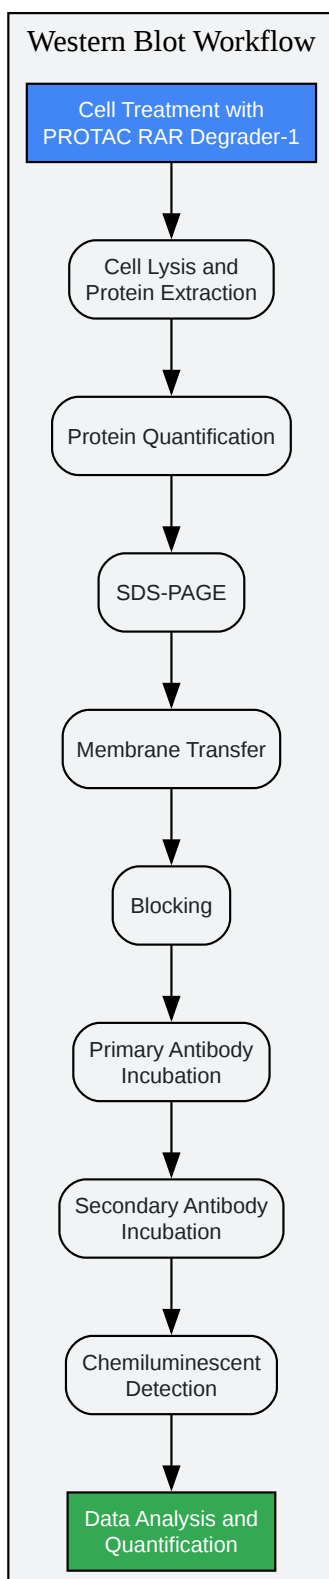 Western Blot Workflow
Cell Treatment with
PROTAC RAR Degrader-1
Cell Lysis and
Protein Extraction
Protein Quantification
SDS-PAGE
Membrane Transfer
Blocking
Primary Antibody
Incubation
Secondary Antibody
Incubation
Chemiluminescent
Detection
Data Analysis and
Quantification